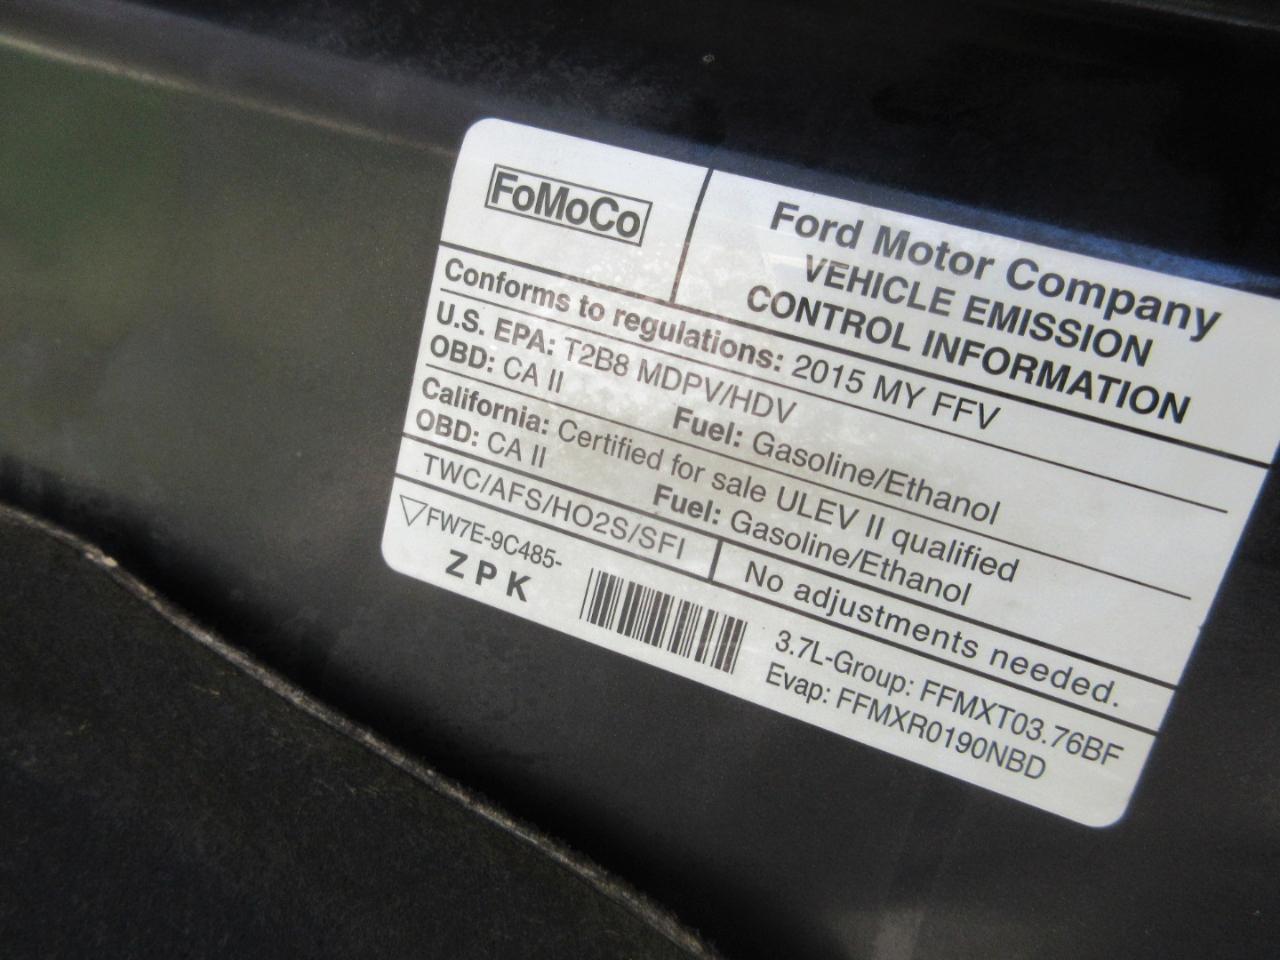 FoMoCo
Ford Motor Company
VEHICLE EMISSION
CONTROL INFORMATION
Conforms to regulations: 2015 MY FFV
U.S. EPA: T2B8 MDPV/HDV
OBD: CA II Fuel: Gasoline/Ethanol
California: Certified for sale ULEV II qualified
OBD: CA II Fuel: Gasoline/Ethanol
TWC/AFS/HO2S/SFI No adjustments needed.
▽FW7E-9C485-
ZPK
3.7L-Group: FFMXT03.76BF
Evap: FFMXR0190NBD